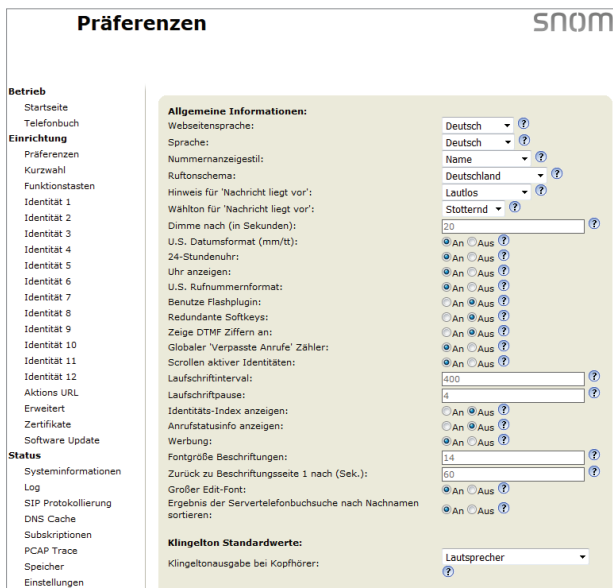 Präferenzen
snom
Betrieb
Startseite
Telefonbuch
Einrichtung
Präferenzen
Kurzwahl
Funktionstasten
Identität 1
Identität 2
Identität 3
Identität 4
Identität 5
Identität 6
Identität 7
Identität 8
Identität 9
Identität 10
Identität 11
Identität 12
Aktions URL
Erweitert
Zertifikate
Software Update
Status
Systeminformationen
Log
SIP Protokollierung
DNS Cache
Subskriptionen
PCAP Trace
Speicher
Einstellungen
Allgemeine Informationen:
Webseitensprache: Deutsch ?
Sprache: Deutsch ?
Nummernanzeigestil: Name ?
Ruftonschema: Deutschland ?
Hinweis für 'Nachricht liegt vor': Lautlos ?
Wählton für 'Nachricht liegt vor': Stotternd ?
Dimme nach (in Sekunden): 20 ?
U.S. Datumsformat (mm/tt): An Aus ?
24-Stundenuhr: An Aus ?
Uhr anzeigen: An Aus ?
U.S. Rufnummernformat: An Aus ?
Benutze Flashplugin: An Aus ?
Redundante Softkeys: An Aus ?
Zeige DTMF Ziffern an: An Aus ?
Globaler 'Verpasste Anrufe' Zähler: An Aus ?
Scrollen aktiver Identitäten: An Aus ?
Laufschriftinterval: 400 ?
Laufschriftpause: 4 ?
Identitäts-Index anzeigen: An Aus ?
Anrufstatusinfo anzeigen: An Aus ?
Werbung: An Aus ?
Fontgröße Beschriftungen: 14 ?
Zurück zu Beschriftungsseite 1 nach (Sek.): 60 ?
Großer Edit-Font: An Aus ?
Ergebnis der Servertelefonbuchsuche nach Nachnamen
sortieren: An Aus ?
Klingelton Standardwerte:
Klingeltonausgabe bei Kopfhörer: Lautsprecher
?